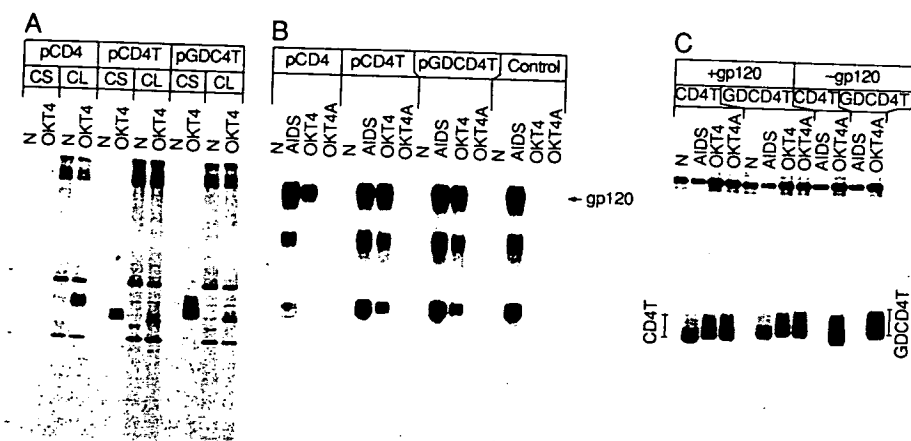 A
pCD4 pCD4T pGDC4T
CS CL CS CL CS CL
N OKT4 N OKT4 N OKT4 N OKT4 N OKT4 N OKT4
B
pCD4 pCD4T pGDCD4T Control
N AIDS OKT4 OKT4A N AIDS OKT4 OKT4A N AIDS OKT4 OKT4A N AIDS OKT4 OKT4A
gp120
C
+gp120 -gp120
CD4T GDCD4T CD4T GDCD4T
N AIDS OKT4 OKT4A N AIDS OKT4 OKT4A AIDS OKT4A AIDS OKT4A
CD4T
GDCD4T